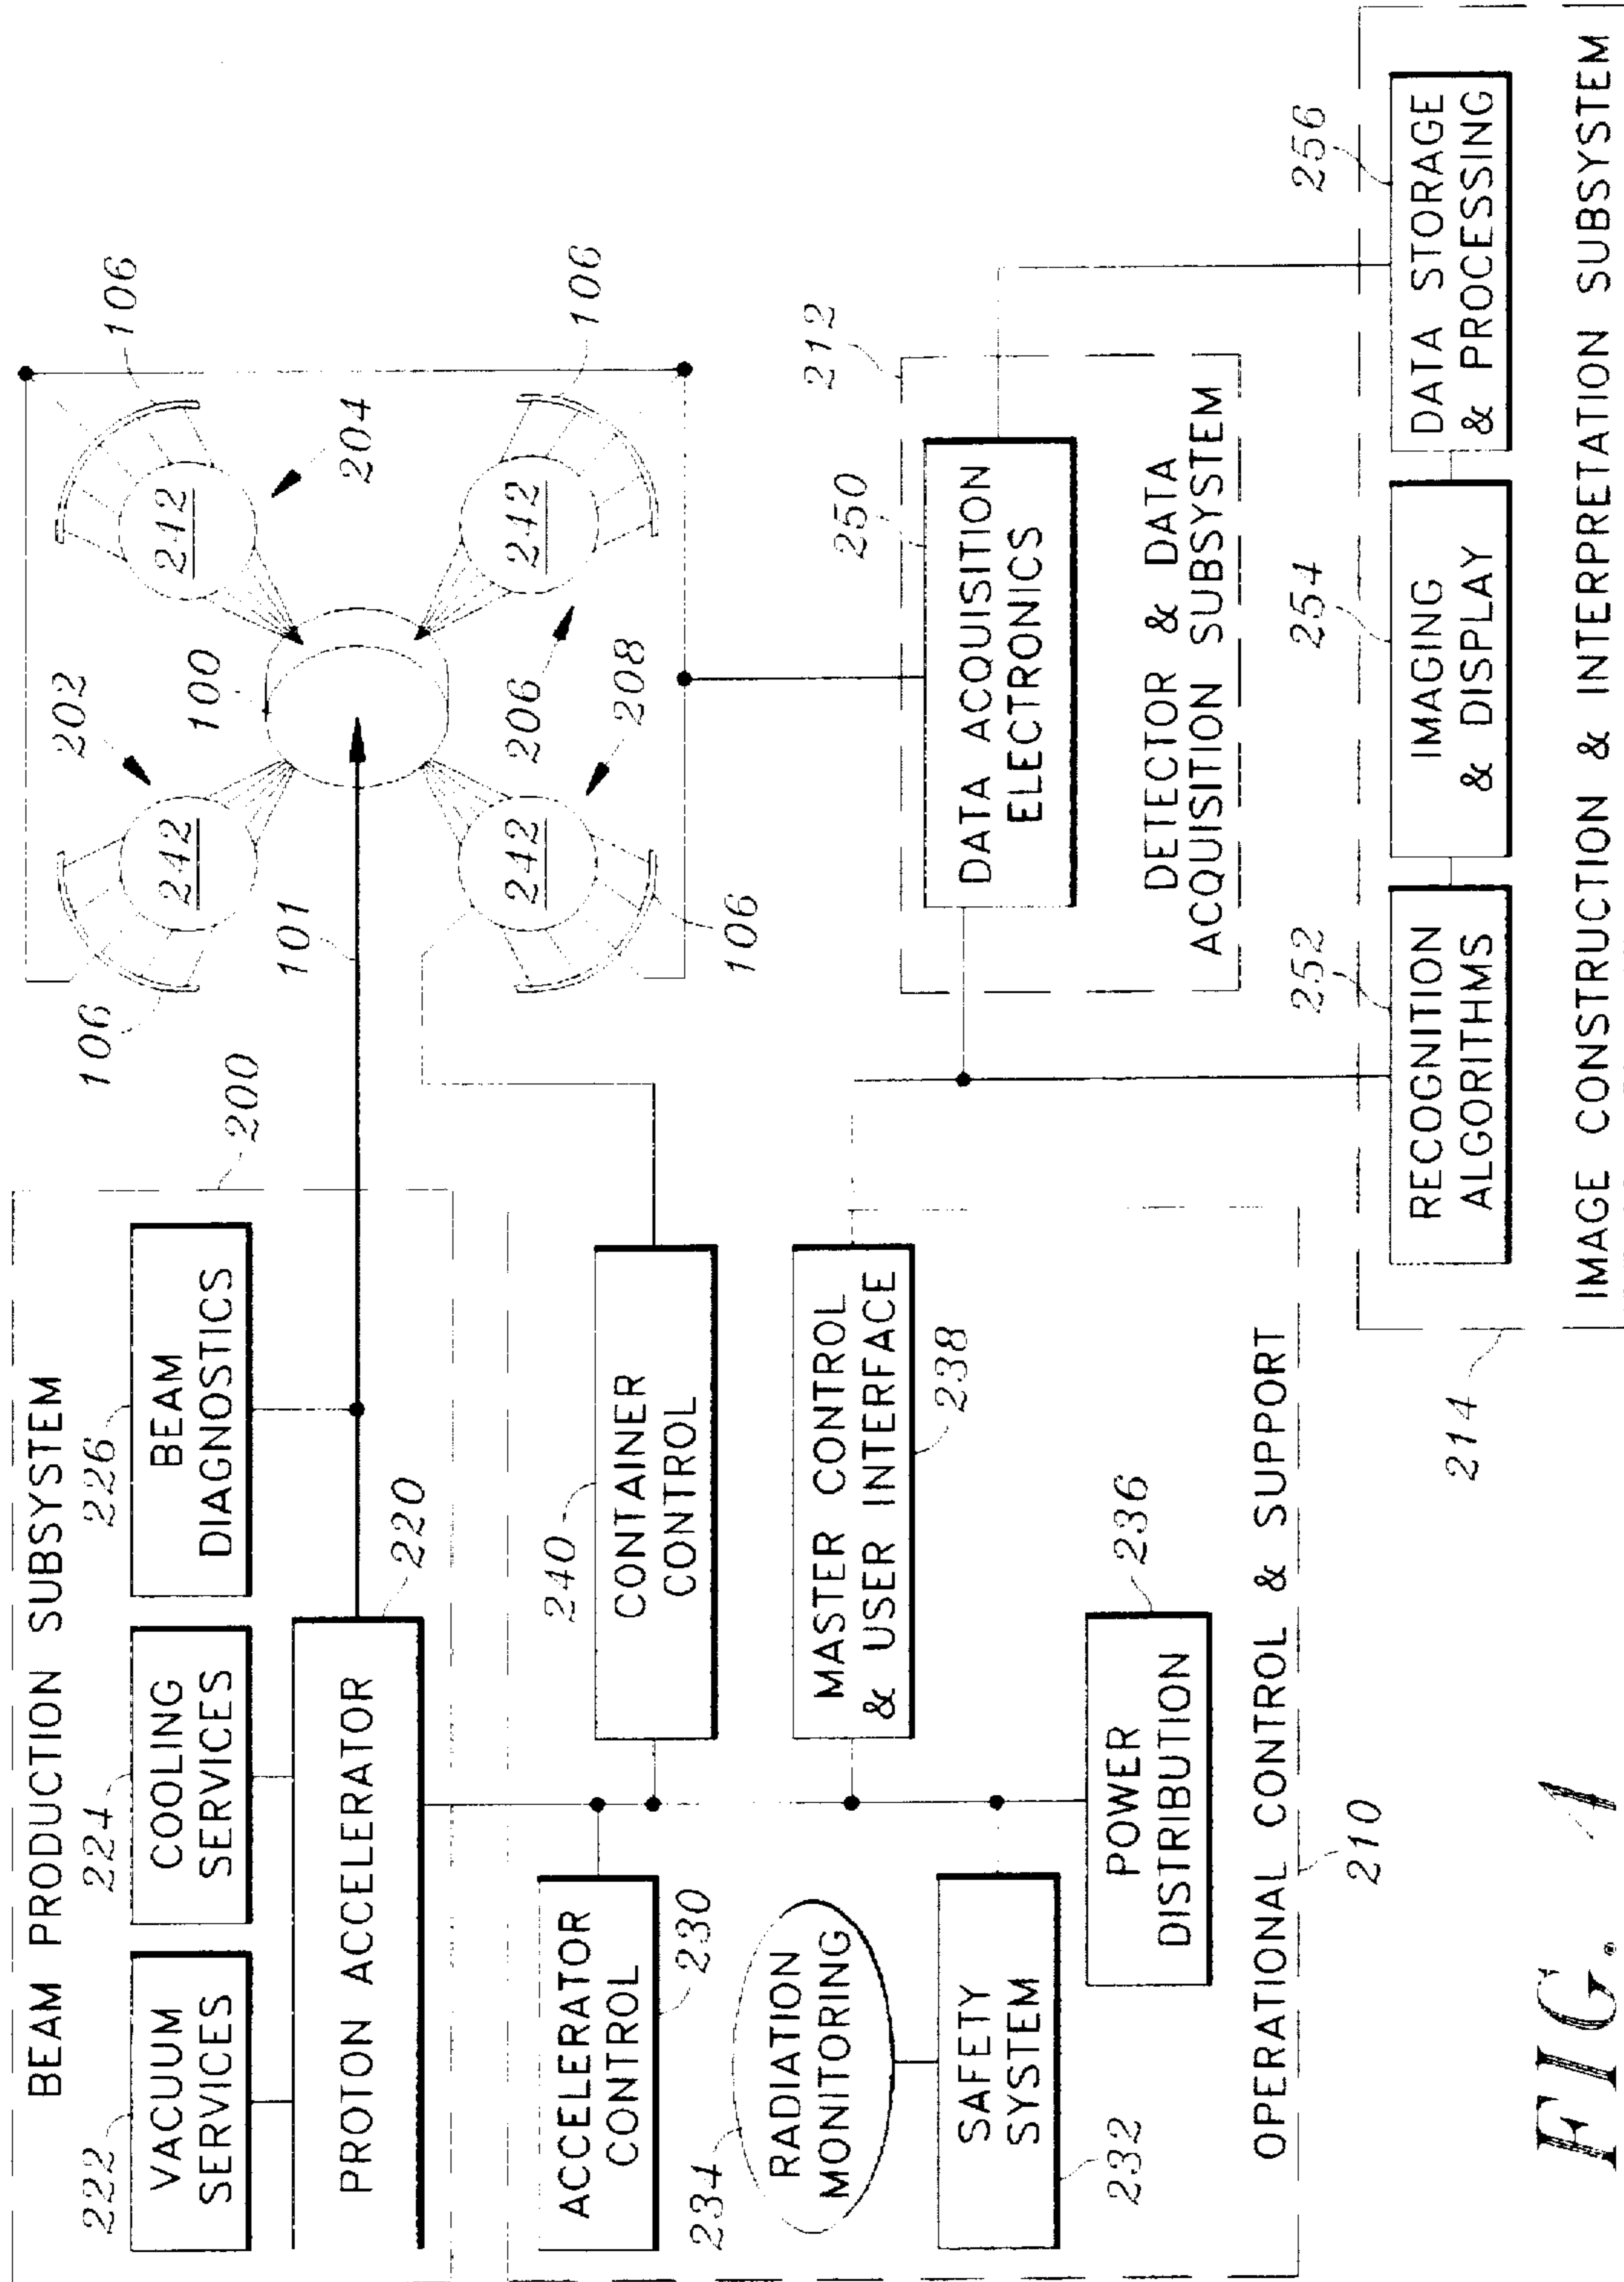 BEAM PRODUCTION SUBSYSTEM
200
222
VACUUM
SERVICES
224
COOLING
SERVICES
226
BEAM
DIAGNOSTICS
PROTON ACCELERATOR
220
101
202
100
204
206
208
242
242
242
242
106
106
106
106
ACCELERATOR
CONTROL
230
240
CONTAINER
CONTROL
234
RADIATION
MONITORING
MASTER CONTROL
& USER INTERFACE
238
SAFETY
SYSTEM
232
POWER
DISTRIBUTION
236
OPERATIONAL CONTROL & SUPPORT
210
212
250
DATA ACQUISITION
ELECTRONICS
DETECTOR & DATA
ACQUISITION SUBSYSTEM
252
RECOGNITION
ALGORITHMS
254
IMAGING
& DISPLAY
256
DATA STORAGE
& PROCESSING
214
IMAGE CONSTRUCTION & INTERPRETATION SUBSYSTEM
FIG. 4